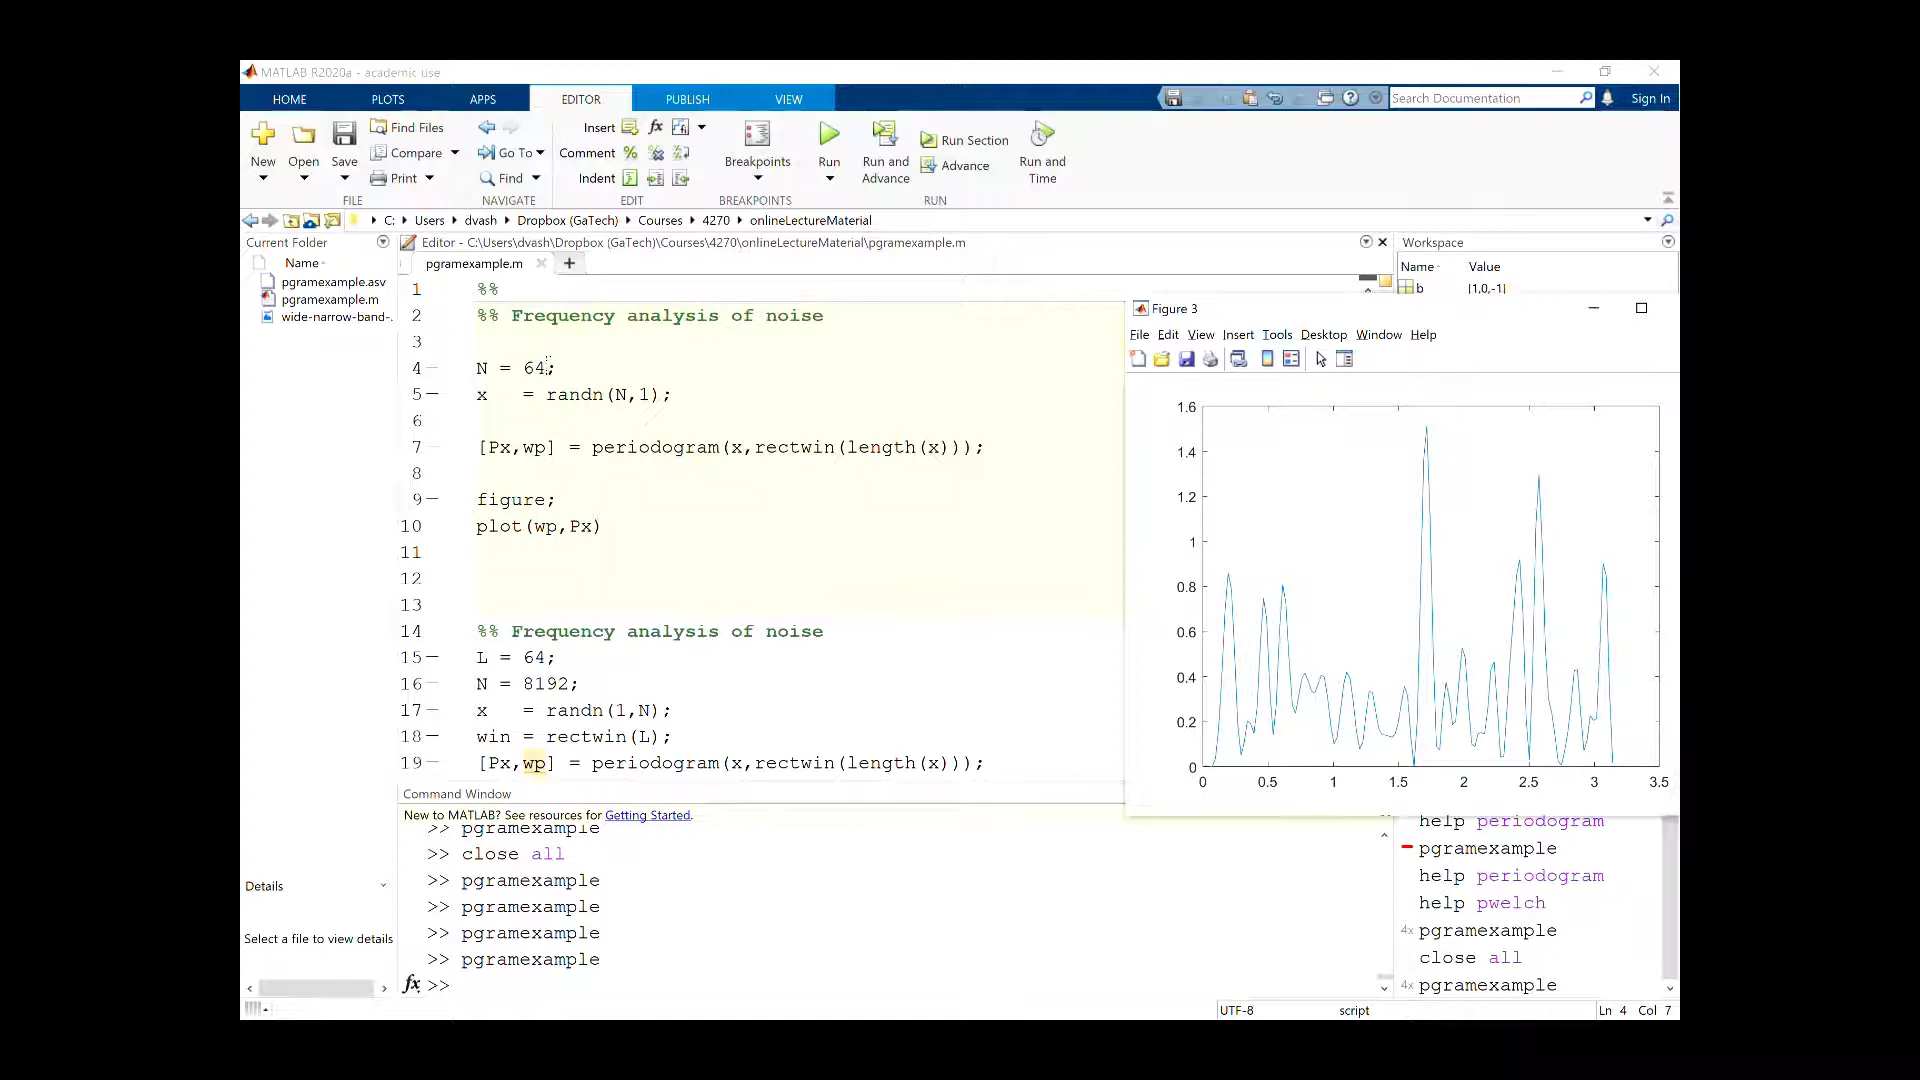 MATLAB R2020a - academic use
HOME PLOTS APPS EDITOR PUBLISH VIEW Search Documentation Sign In
New Open Save Find Files Compare Print Go To Find Insert fx Comment Indent Breakpoints Run Run and Advance Run Section Advance Run and Time
FILE NAVIGATE EDIT BREAKPOINTS RUN
C: Users dvash Dropbox (GaTech) Courses 4270 onlineLectureMaterial
Current Folder
Name
pgramexample.asv
pgramexample.m
wide-narrow-band-.
Details
Select a file to view details
Editor - C:\Users\dvash\Dropbox (GaTech)\Courses\4270\onlineLectureMaterial\pgramexample.m
pgramexample.m
1 %%
2 %% Frequency analysis of noise
3
4 N = 64;
5 x = randn(N,1);
6
7 [Px,wp] = periodogram(x,rectwin(length(x)));
8
9 figure;
10 plot(wp,Px)
11
12
13
14 %% Frequency analysis of noise
15 L = 64;
16 N = 8192;
17 x = randn(1,N);
18 win = rectwin(L);
19 [Px,wp] = periodogram(x,rectwin(length(x)));
Workspace
Name Value
b [1,0,-1]
Figure 3
File Edit View Insert Tools Desktop Window Help
1.6
1.4
1.2
1
0.8
0.6
0.4
0.2
0
0 0.5 1 1.5 2 2.5 3 3.5
Command Window
New to MATLAB? See resources for Getting Started.
>> pgramexample
>> close all
>> pgramexample
>> pgramexample
>> pgramexample
>> pgramexample
fx >>
help periodogram
pgramexample
help periodogram
help pwelch
4x pgramexample
close all
4x pgramexample
UTF-8 script Ln 4 Col 7